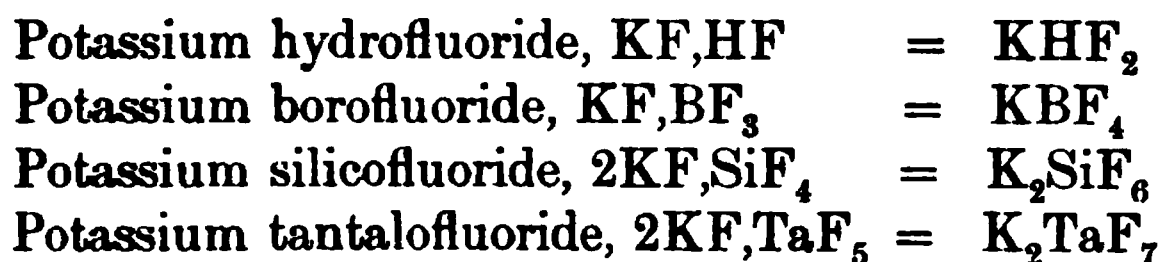 Potassium hydrofluoride, KF,HF = KHF₂
Potassium borofluoride, KF,BF₃ = KBF₄
Potassium silicofluoride, 2KF,SiF₄ = K₂SiF₆
Potassium tantalofluoride, 2KF,TaF₅ = K₂TaF₇